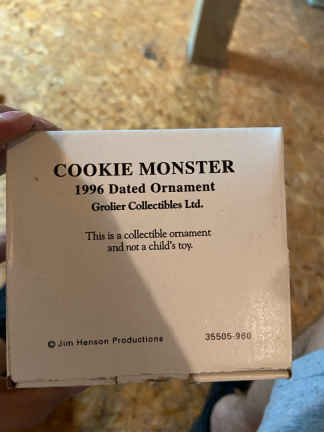 COOKIE MONSTER
1996 Dated Ornament
Grolier Collectibles Ltd.
This is a collectible ornament
and not a child's toy.
© Jim Henson Productions 35505-960